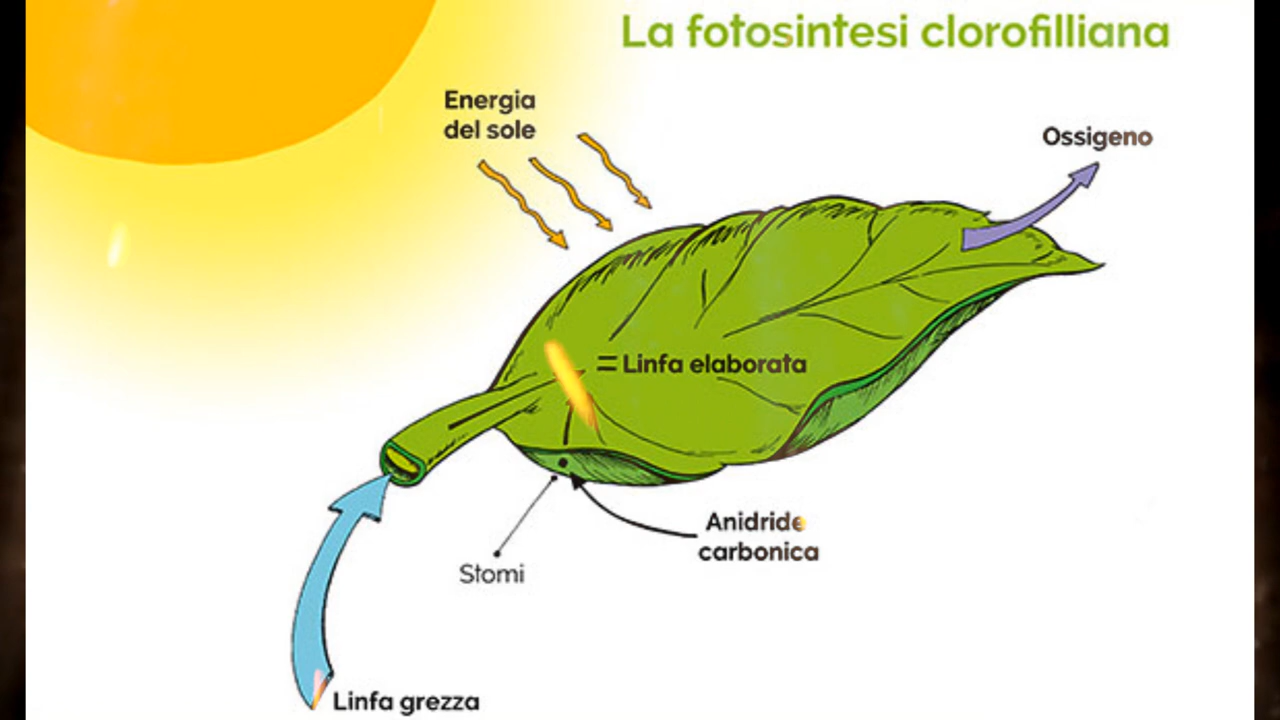 La fotosintesi clorofilliana
Energia
del sole
Ossigeno
= Linfa elaborata
Anidride
carbonica
Stomi
Linfa grezza